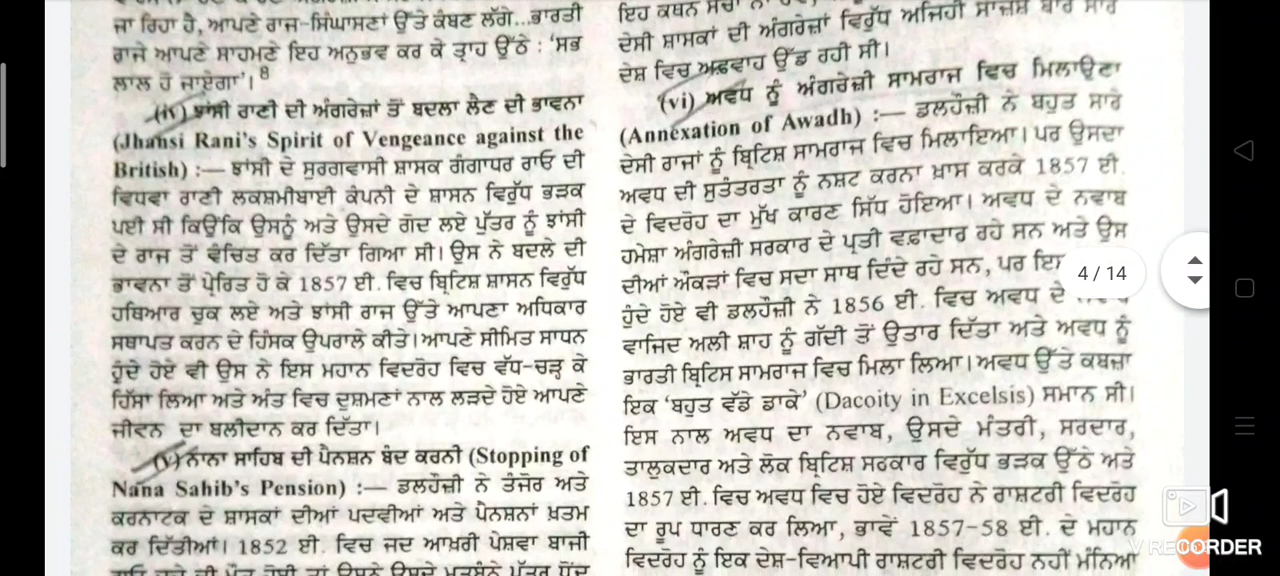 ਜਾ ਰਿਹਾ ਹੈ, ਆਪਣੇ ਰਾਜ-ਸਿੰਘਾਸਣਾਂ ਉੱਤੇ ਕੰਬਣ ਲੱਗੇ...ਭਾਰਤੀ
ਰਾਜੇ ਆਪਣੇ ਸਾਹਮਣੇ ਇਹ ਅਨੁਭਵ ਕਰ ਕੇ ਤ੍ਰਾਹ ਉੱਠੇ : ‘ਸਭ
ਲਾਲ ਹੋ ਜਾਏਗਾ’।8
(iv) ਝਾਂਸੀ ਰਾਣੀ ਦੀ ਅੰਗਰੇਜ਼ਾਂ ਤੋਂ ਬਦਲਾ ਲੈਣ ਦੀ ਭਾਵਨਾ
(Jhansi Rani's Spirit of Vengeance against the
British) :— ਝਾਂਸੀ ਦੇ ਸੁਰਗਵਾਸੀ ਸ਼ਾਸਕ ਗੰਗਾਧਰ ਰਾਓ ਦੀ
ਵਿਧਵਾ ਰਾਣੀ ਲਕਸ਼ਮੀਬਾਈ ਕੰਪਨੀ ਦੇ ਸ਼ਾਸਨ ਵਿਰੁੱਧ ਭੜਕ
ਪਈ ਸੀ ਕਿਉਂਕਿ ਉਸਨੂੰ ਅਤੇ ਉਸਦੇ ਗੋਦ ਲਏ ਪੁੱਤਰ ਨੂੰ ਝਾਂਸੀ
ਦੇ ਰਾਜ ਤੋਂ ਵੰਚਿਤ ਕਰ ਦਿੱਤਾ ਗਿਆ ਸੀ। ਉਸ ਨੇ ਬਦਲੇ ਦੀ
ਭਾਵਨਾ ਤੋਂ ਪ੍ਰੇਰਿਤ ਹੋ ਕੇ 1857 ਈ. ਵਿਚ ਬ੍ਰਿਟਿਸ਼ ਸ਼ਾਸਨ ਵਿਰੁੱਧ
ਹਥਿਆਰ ਚੁਕ ਲਏ ਅਤੇ ਝਾਂਸੀ ਰਾਜ ਉੱਤੇ ਆਪਣਾ ਅਧਿਕਾਰ
ਸਥਾਪਤ ਕਰਨ ਦੇ ਹਿੰਸਕ ਉਪਰਾਲੇ ਕੀਤੇ। ਆਪਣੇ ਸੀਮਿਤ ਸਾਧਨ
ਹੁੰਦੇ ਹੋਏ ਵੀ ਉਸ ਨੇ ਇਸ ਮਹਾਨ ਵਿਦਰੋਹ ਵਿਚ ਵੱਧ-ਚੜ੍ਹ ਕੇ
ਹਿੱਸਾ ਲਿਆ ਅਤੇ ਅੰਤ ਵਿਚ ਦੁਸ਼ਮਣਾਂ ਨਾਲ ਲੜਦੇ ਹੋਏ ਆਪਣੇ
ਜੀਵਨ ਦਾ ਬਲੀਦਾਨ ਕਰ ਦਿੱਤਾ।
(v) ਨਾਨਾ ਸਾਹਿਬ ਦੀ ਪੈਨਸ਼ਨ ਬੰਦ ਕਰਨੀ (Stopping of
Nana Sahib's Pension) :— ਡਲਹੌਜ਼ੀ ਨੇ ਤੰਜੋਰ ਅਤੇ
ਕਰਨਾਟਕ ਦੇ ਸ਼ਾਸਕਾਂ ਦੀਆਂ ਪਦਵੀਆਂ ਅਤੇ ਪੈਨਸ਼ਨਾਂ ਖ਼ਤਮ
ਕਰ ਦਿੱਤੀਆਂ। 1852 ਈ. ਵਿਚ ਜਦ ਆਖ਼ਰੀ ਪੇਸ਼ਵਾ ਬਾਜੀ
ਇਹ ਕਥਨ ਸੱਚਾ
ਦੇਸੀ ਸ਼ਾਸਕਾਂ ਦੀ ਅੰਗਰੇਜ਼ਾਂ ਵਿਰੁੱਧ ਅਜਿਹੀ ਸਾਜ਼ਸ਼ ਬਾਰੇ ਸਾਰੇ
ਦੇਸ਼ ਵਿਚ ਅਫ਼ਵਾਹ ਉੱਡ ਰਹੀ ਸੀ।
(vi) ਅਵਧ ਨੂੰ ਅੰਗਰੇਜ਼ੀ ਸਾਮਰਾਜ ਵਿਚ ਮਿਲਾਉਣਾ
(Annexation of Awadh) :— ਡਲਹੌਜ਼ੀ ਨੇ ਬਹੁਤ ਸਾਰੇ
ਦੇਸੀ ਰਾਜਾਂ ਨੂੰ ਬ੍ਰਿਟਿਸ਼ ਸਾਮਰਾਜ ਵਿਚ ਮਿਲਾਇਆ। ਪਰ ਉਸਦਾ
ਅਵਧ ਦੀ ਸੁਤੰਤਰਤਾ ਨੂੰ ਨਸ਼ਟ ਕਰਨਾ ਖ਼ਾਸ ਕਰਕੇ 1857 ਈ.
ਦੇ ਵਿਦਰੋਹ ਦਾ ਮੁੱਖ ਕਾਰਣ ਸਿੱਧ ਹੋਇਆ। ਅਵਧ ਦੇ ਨਵਾਬ
ਹਮੇਸ਼ਾ ਅੰਗਰੇਜ਼ੀ ਸਰਕਾਰ ਦੇ ਪ੍ਰਤੀ ਵਫ਼ਾਦਾਰ ਰਹੇ ਸਨ ਅਤੇ ਉਸ
ਦੀਆਂ ਔਕੜਾਂ ਵਿਚ ਸਦਾ ਸਾਥ ਦਿੰਦੇ ਰਹੇ ਸਨ, ਪਰ
ਹੁੰਦੇ ਹੋਏ ਵੀ ਡਲਹੌਜ਼ੀ ਨੇ 1856 ਈ. ਵਿਚ ਅਵਧ ਦੇ
ਵਾਜਿਦ ਅਲੀ ਸ਼ਾਹ ਨੂੰ ਗੱਦੀ ਤੋਂ ਉਤਾਰ ਦਿੱਤਾ ਅਤੇ ਅਵਧ ਨੂੰ
ਭਾਰਤੀ ਬ੍ਰਿਟਿਸ ਸਾਮਰਾਜ ਵਿਚ ਮਿਲਾ ਲਿਆ। ਅਵਧ ਉੱਤੇ ਕਬਜ਼ਾ
ਇਕ ‘ਬਹੁਤ ਵੱਡੇ ਡਾਕੇ’ (Dacoity in Excelsis) ਸਮਾਨ ਸੀ।
ਇਸ ਨਾਲ ਅਵਧ ਦਾ ਨਵਾਬ, ਉਸਦੇ ਮੰਤਰੀ, ਸਰਦਾਰ,
ਤਾਲੁਕਦਾਰ ਅਤੇ ਲੋਕ ਬ੍ਰਿਟਿਸ਼ ਸਰਕਾਰ ਵਿਰੁੱਧ ਭੜਕ ਉੱਠੇ ਅਤੇ
1857 ਈ. ਵਿਚ ਅਵਧ ਵਿਚ ਹੋਏ ਵਿਦਰੋਹ ਨੇ ਰਾਸ਼ਟਰੀ ਵਿਦਰੋਹ
ਦਾ ਰੂਪ ਧਾਰਣ ਕਰ ਲਿਆ, ਭਾਵੇਂ 1857-58 ਈ. ਦੇ ਮਹਾਨ
ਵਿਦਰੋਹ ਨੂੰ ਇਕ ਦੇਸ਼-ਵਿਆਪੀ ਰਾਸ਼ਟਰੀ ਵਿਦਰੋਹ ਨਹੀਂ ਮੰਨਿਆ
4 / 14
V RECORDER